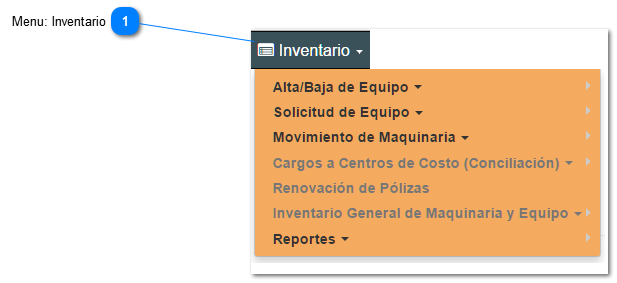 Menu: Inventario 1
Inventario
Alta/Baja de Equipo
Solicitud de Equipo
Movimiento de Maquinaria
Cargos a Centros de Costo (Conciliación)
Renovación de Pólizas
Inventario General de Maquinaria y Equipo
Reportes